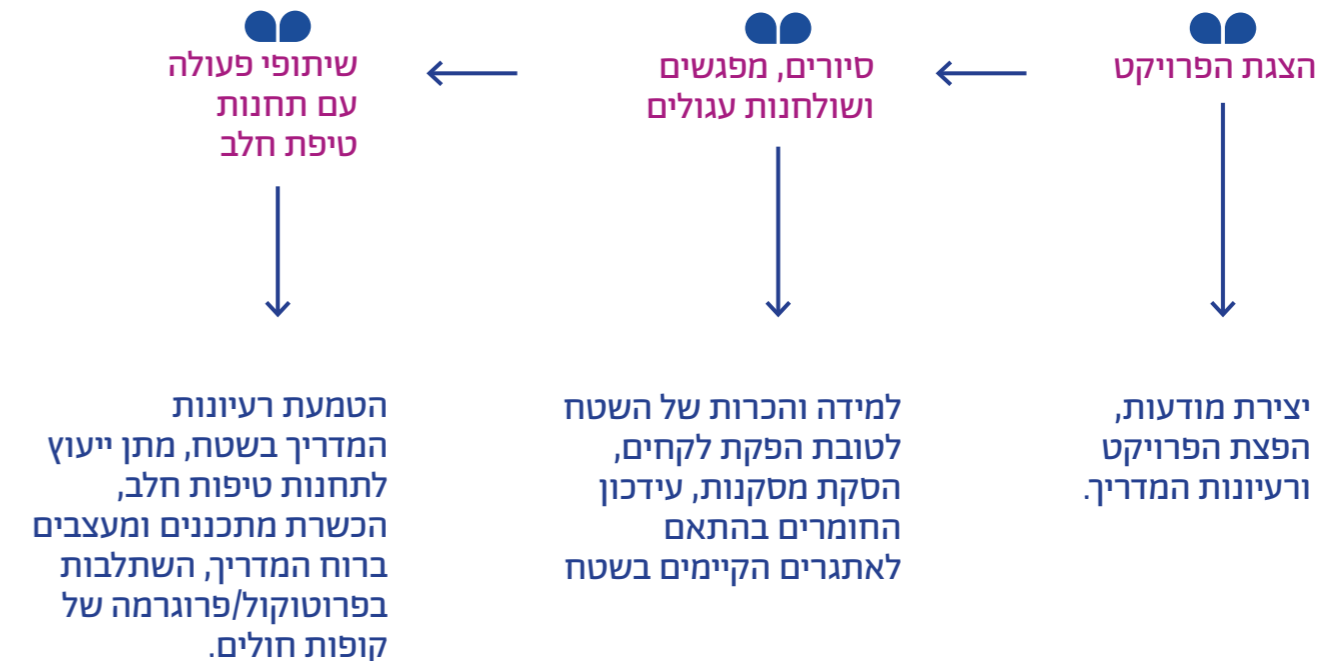 הצגת הפרויקט
יצירת מודעות,
הפצת הפרויקט
ורעיונות המדריך.
סיורים, מפגשים
ושולחנות עגולים
למידה והכרות של השטח
לטובת הפקת לקחים,
הסקת מסקנות, עידכון
החומרים בהתאם
לאתגרים הקיימים בשטח
שיתופי פעולה
עם תחנות
טיפת חלב
הטמעת רעיונות
המדריך בשטח, מתן ייעוץ
לתחנות טיפות חלב,
הכשרת מתכננים ומעצבים
ברוח המדריך, השתלבות
בפרוטוקול/פרוגרמה של
קופות חולים.